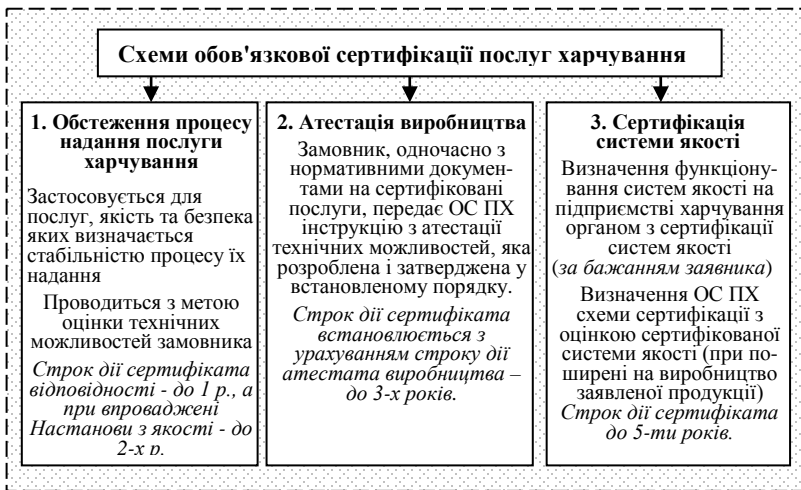 Схеми обов'язкової сертифікації послуг харчування
1. Обстеження процесу
надання послуги
харчування
Застосовується для
послуг, якість та безпека
яких визначається
стабільністю процесу їх
надання
Проводиться з метою
оцінки технічних
можливостей замовника
Строк дії сертифіката
відповідності - до 1 р., а
при впроваджені
Настанови з якості - до
2-х р.
2. Атестація виробництва
Замовник, одночасно з
нормативними докумен-
тами на сертифіковані
послуги, передає ОС ПХ
інструкцію з атестації
технічних можливостей, яка
розроблена і затверджена у
встановленому порядку.
Строк дії сертифіката
встановлюється з
урахуванням строку дії
атестата виробництва –
до 3-х років.
3. Сертифікація
системи якості
Визначення функціону-
вання систем якості на
підприємстві харчування
органом з сертифікації
систем якості
(за бажанням заявника)
Визначення ОС ПХ
схеми сертифікації з
оцінкою сертифікованої
системи якості (при по-
ширені на виробництво
заявленої продукції)
Строк дії сертифіката
до 5-ти років.